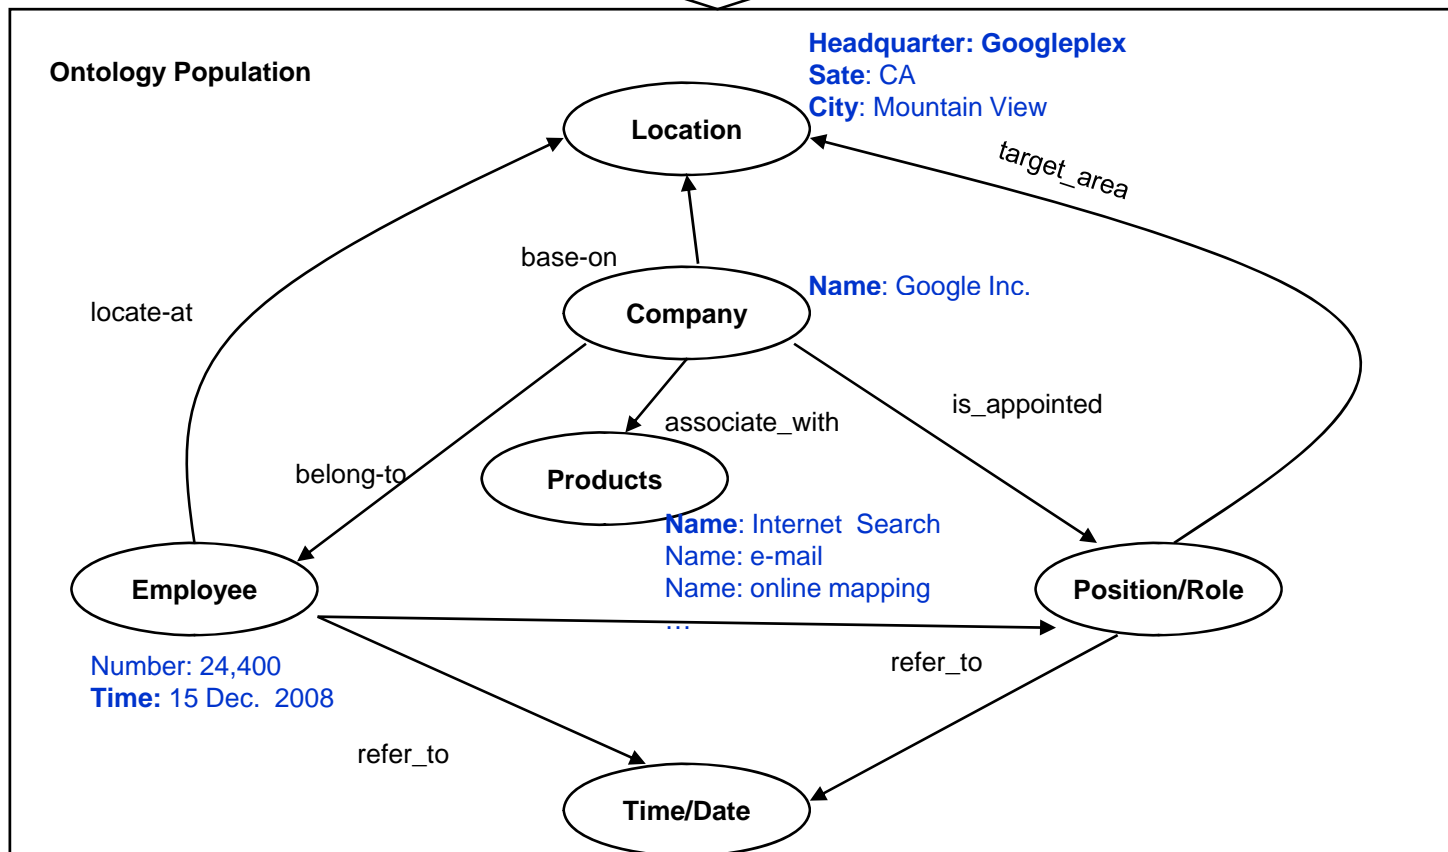 Headquarter: Googleplex
Ontology Population
Sate: CA
City: Mountain View
Location
target_area
base-on
Name: Google Inc.
locate-at
Company
is_appointed
associate_with
belong-to
Products
Name: Internet  Search
Name: e-mail
Employee
Position/Role
Name: online mapping
…
Number: 24,400
refer_to
Time: 15 Dec.  2008
refer_to
Time/Date